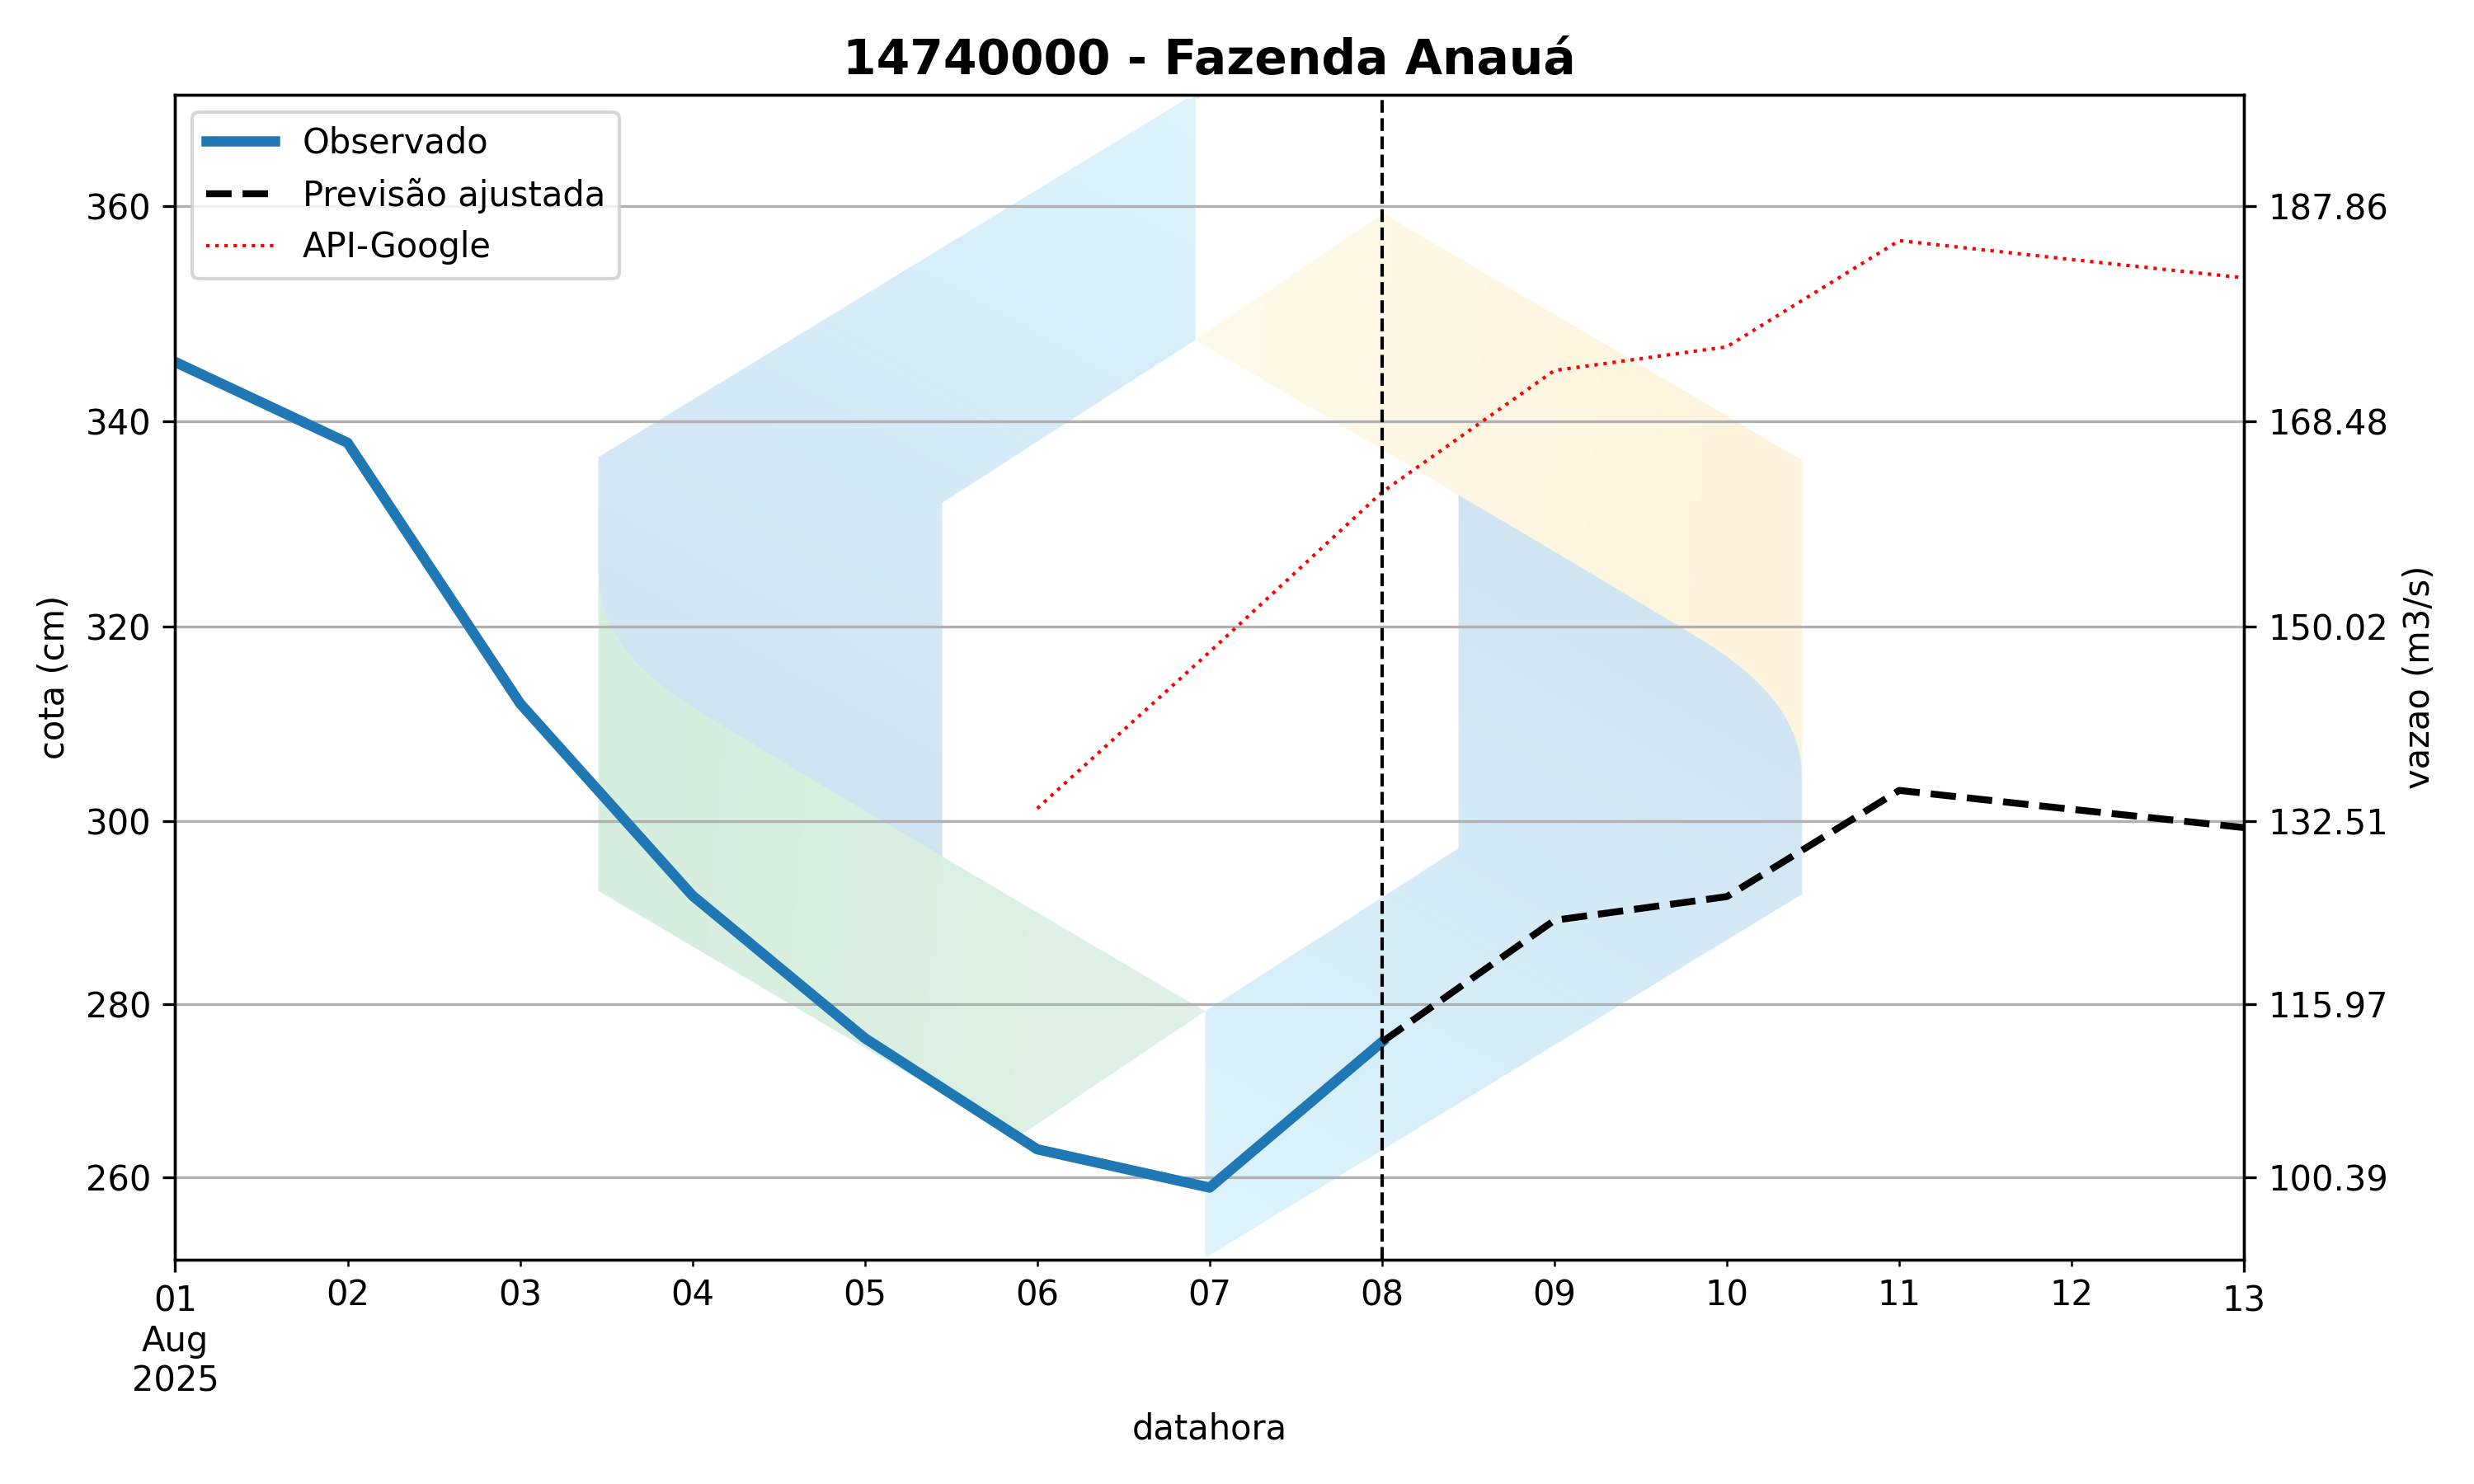 14740000 - Fazenda Anauá
Observado
Previsão ajustada
API-Google
360
340
320
300
280
260
cota (cm)
187.86
168.48
150.02
132.51
115.97
100.39
vazao (m3/s)
01 02 03 04 05 06 07 08 09 10 11 12 13
Aug
2025
datahora